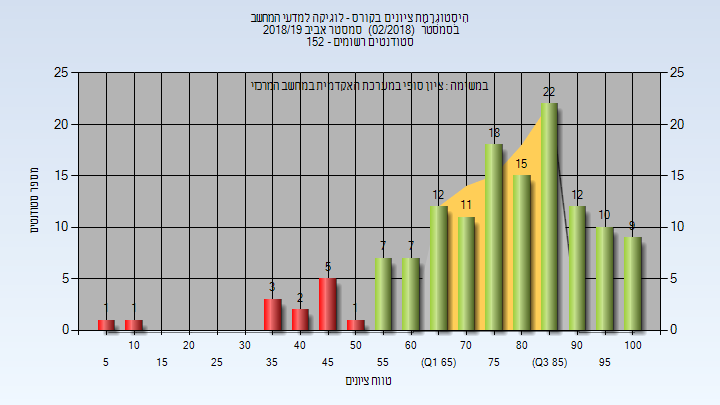 היסטוגרמת ציונים בקורס - לוגיקה למדעי המחשב
בסמסטר (02/2018) סמסטר אביב 2018/19
סטודנטים רשומים - 152
במשימה : ציון סופי במערכת האקדמית במחשב המרכזי
מספר סטודנטים
25 25
20 20
15 15
10 10
5 5
0 0
1 1 3 2 5 1 7 7 12 11 18 15 22 12 10 9
10 20 30 40 50 60 70 80 90 100
5 15 25 35 45 55 (Q1 65) 75 (Q3 85) 95
טווח ציונים